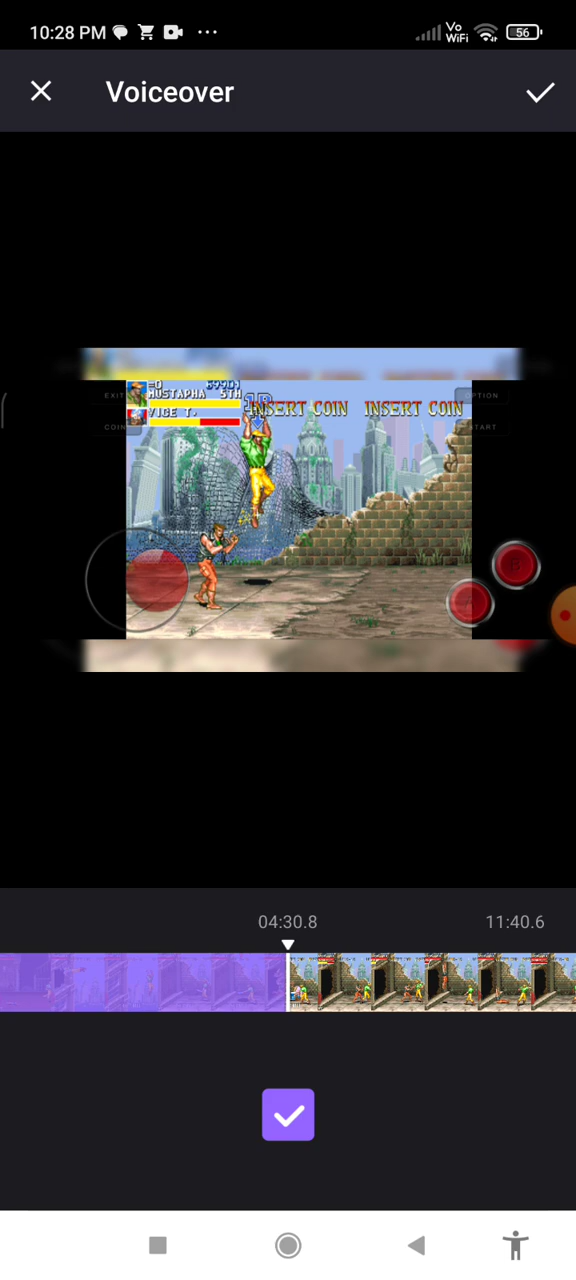 10:28 PM
Vo
WiFi
56
Voiceover
EXIT
OPTION
MUSTAPHA 5TH
INSERT COIN INSERT COIN
VICE T.
COIN
START
B
A
04:30.8
11:40.6